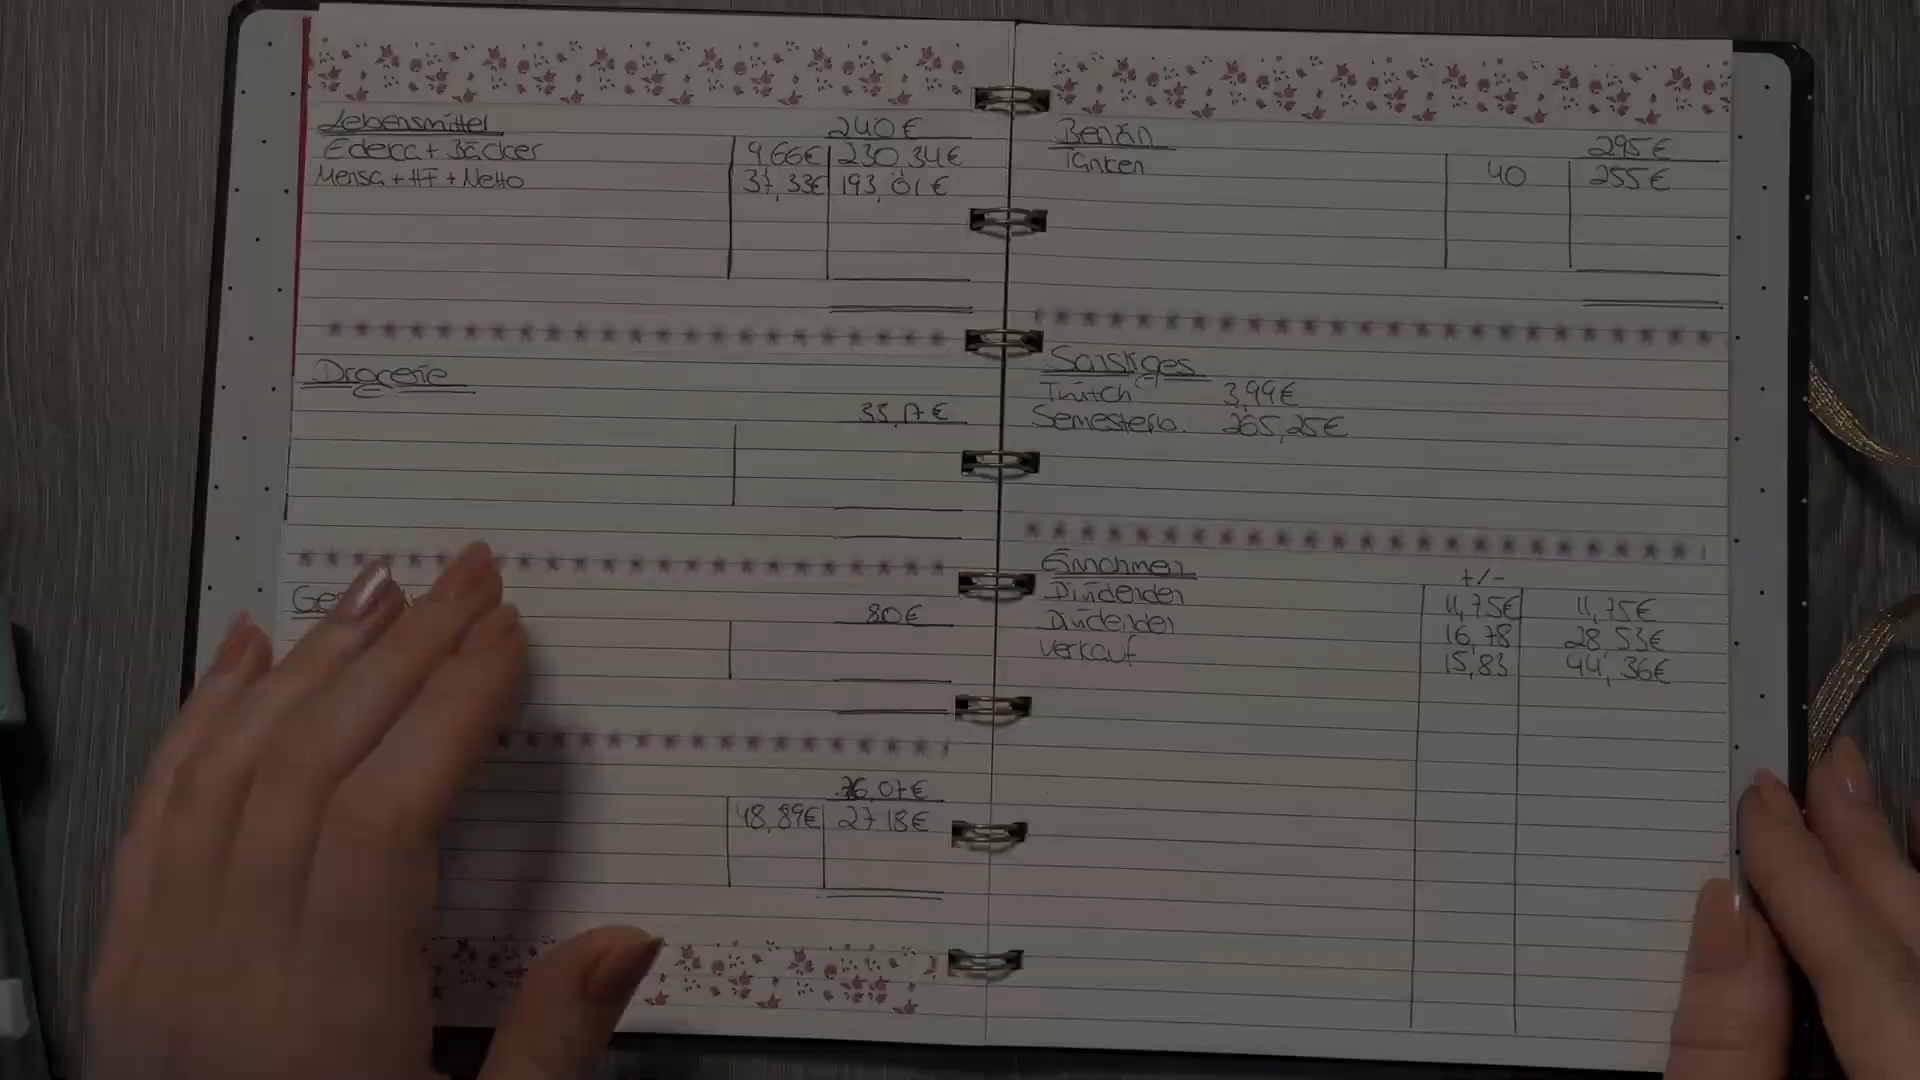 Lebensmittel 240€
Edeka + Bäcker 9,66€ 230,34€
Mensa + HF + Netto 37,33€ 193,01€
Drogerie
35,17€
80€
76,07€
48,89€ 27,18€
Benzin 295€
Tanken 40 255€
Sonstiges
Twitch 3,99€
Semesterb. 265,25€
Einnahmen +/-
Dividenden 11,75€ 11,75€
Dividenden 16,78 28,53€
Verkauf 15,83 44,36€